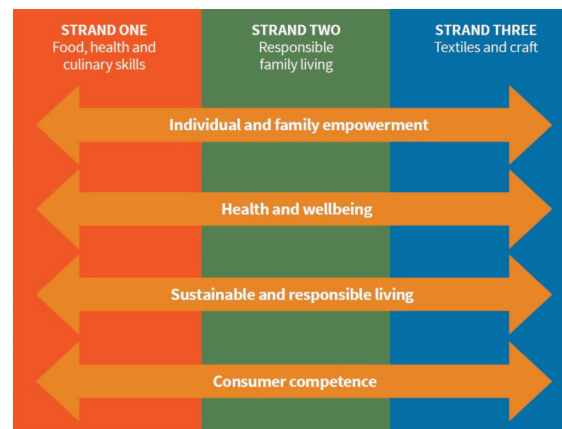 STRAND ONE
Food, health and
culinary skills
STRAND TWO
Responsible
family living
STRAND THREE
Textiles and craft
Individual and family empowerment
Health and wellbeing
Sustainable and responsible living
Consumer competence